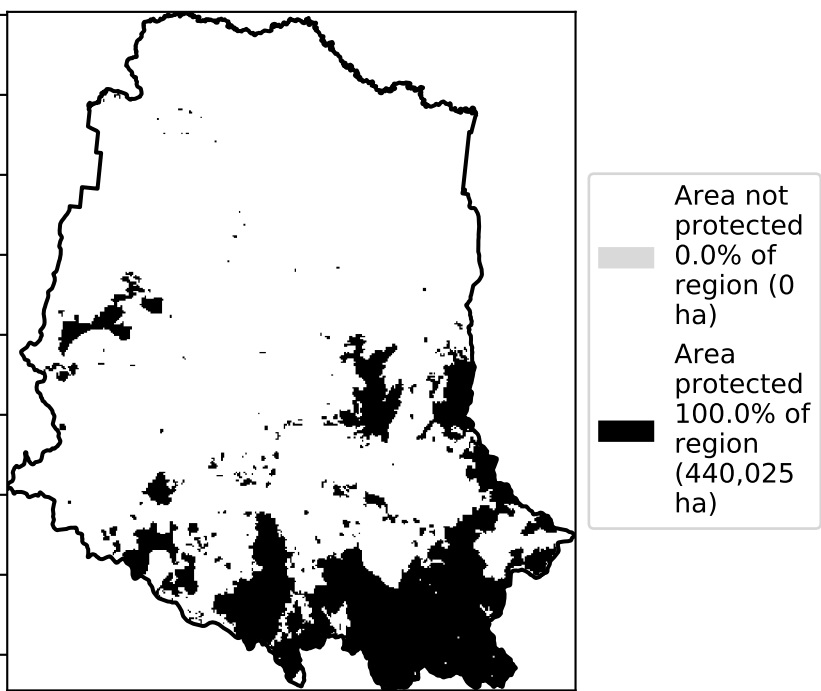 Area not
protected
0.0% of
region (0
ha)
Area
protected
100.0% of
region
(440,025
ha)